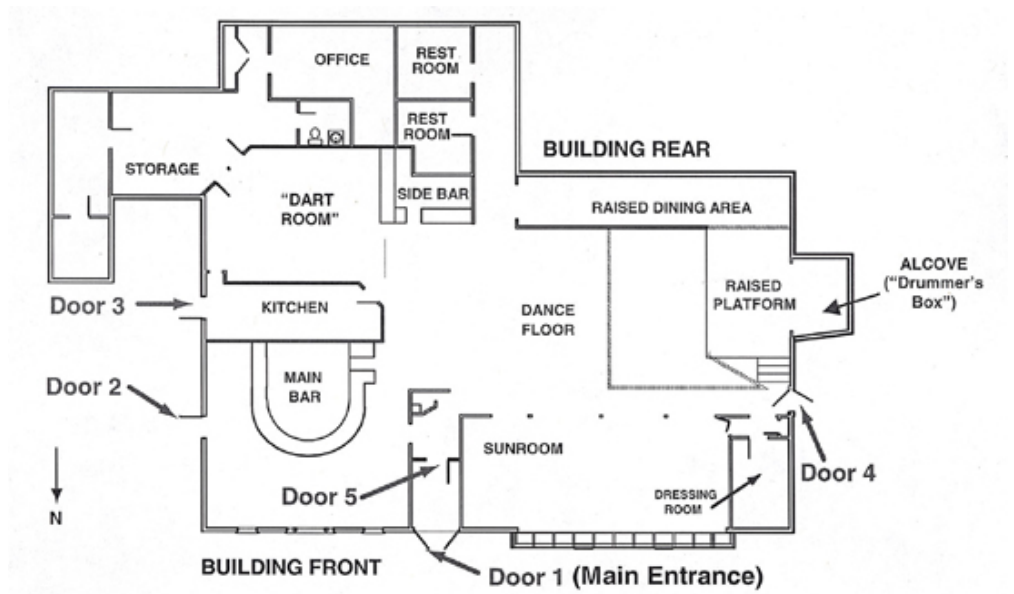 OFFICE
REST
ROOM
REST
ROOM
BUILDING REAR
STORAGE
"DART
ROOM"
SIDE BAR
RAISED DINING AREA
ALCOVE
("Drummer's
Box")
RAISED
PLATFORM
Door 3
KITCHEN
DANCE
FLOOR
Door 2
MAIN
BAR
SUNROOM
Door 4
Door 5
DRESSING
ROOM
N
BUILDING FRONT
Door 1 (Main Entrance)